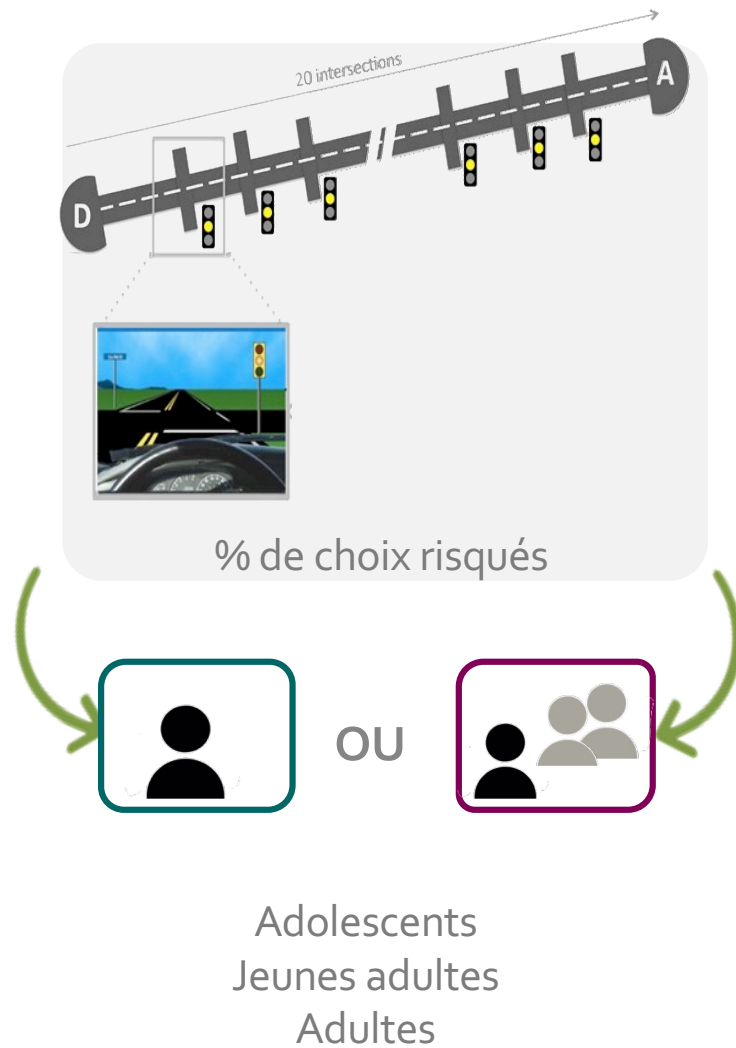 20 intersections
A
D
% de choix risqués
OU
Adolescents
Jeunes adultes
Adultes